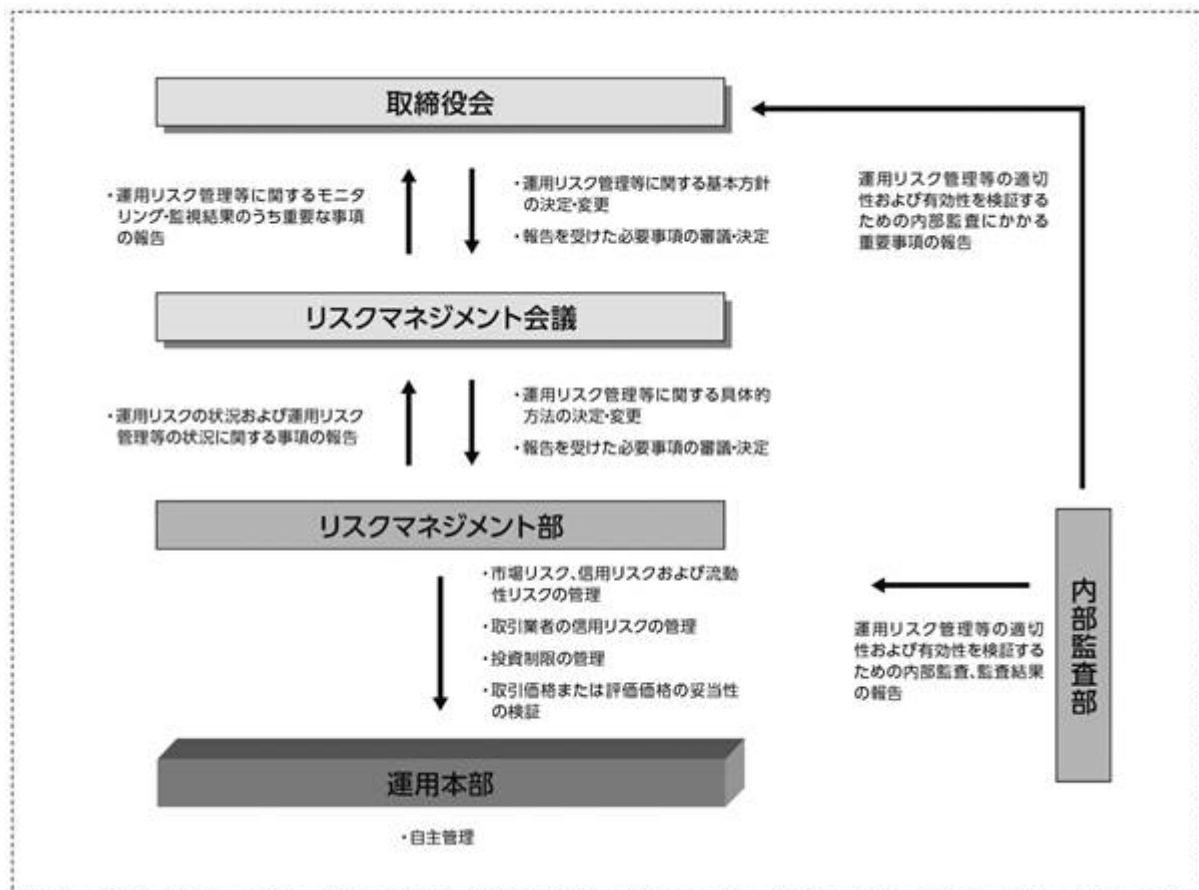 取締役会
・運用リスク管理等に関するモニタ
リング・監視結果のうち重要な事項
の報告
・運用リスク管理等に関する基本方針
の決定・変更
・報告を受けた必要事項の審議・決定
運用リスク管理等の適切
性および有効性を検証する
ための内部監査にかかる
重要事項の報告
リスクマネジメント会議
・運用リスクの状況および運用リスク
管理等の状況に関する事項の報告
・運用リスク管理等に関する具体的
方法の決定・変更
・報告を受けた必要事項の審議・決定
リスクマネジメント部
・市場リスク、信用リスクおよび流動
性リスクの管理
・取引業者の信用リスクの管理
・投資制限の管理
・取引価格または評価価格の妥当性
の検証
運用リスク管理等の適切
性および有効性を検証する
ための内部監査、監査結果
の報告
内部監査部
運用本部
・自主管理